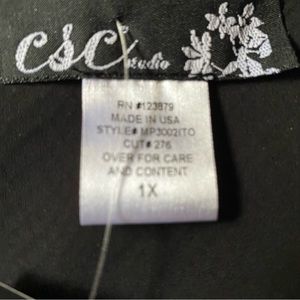 CSC Studio
RN #123879
MADE IN USA
STYLE# MP3002ITO
CUT# 276
OVER FOR CARE
AND CONTENT
1X